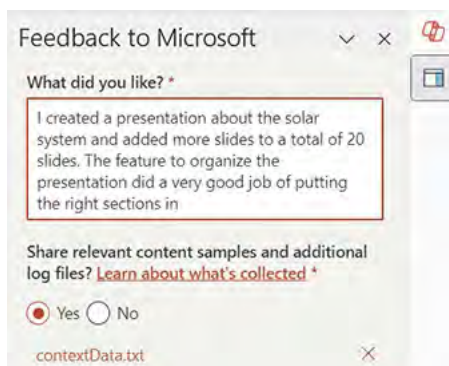 Feedback to Microsoft
What did you like? *
I created a presentation about the solar
system and added more slides to a total of 20
slides. The feature to organize the
presentation did a very good job of putting
the right sections in
Share relevant content samples and additional
log files? Learn about what's collected *
Yes No
contextData.txt